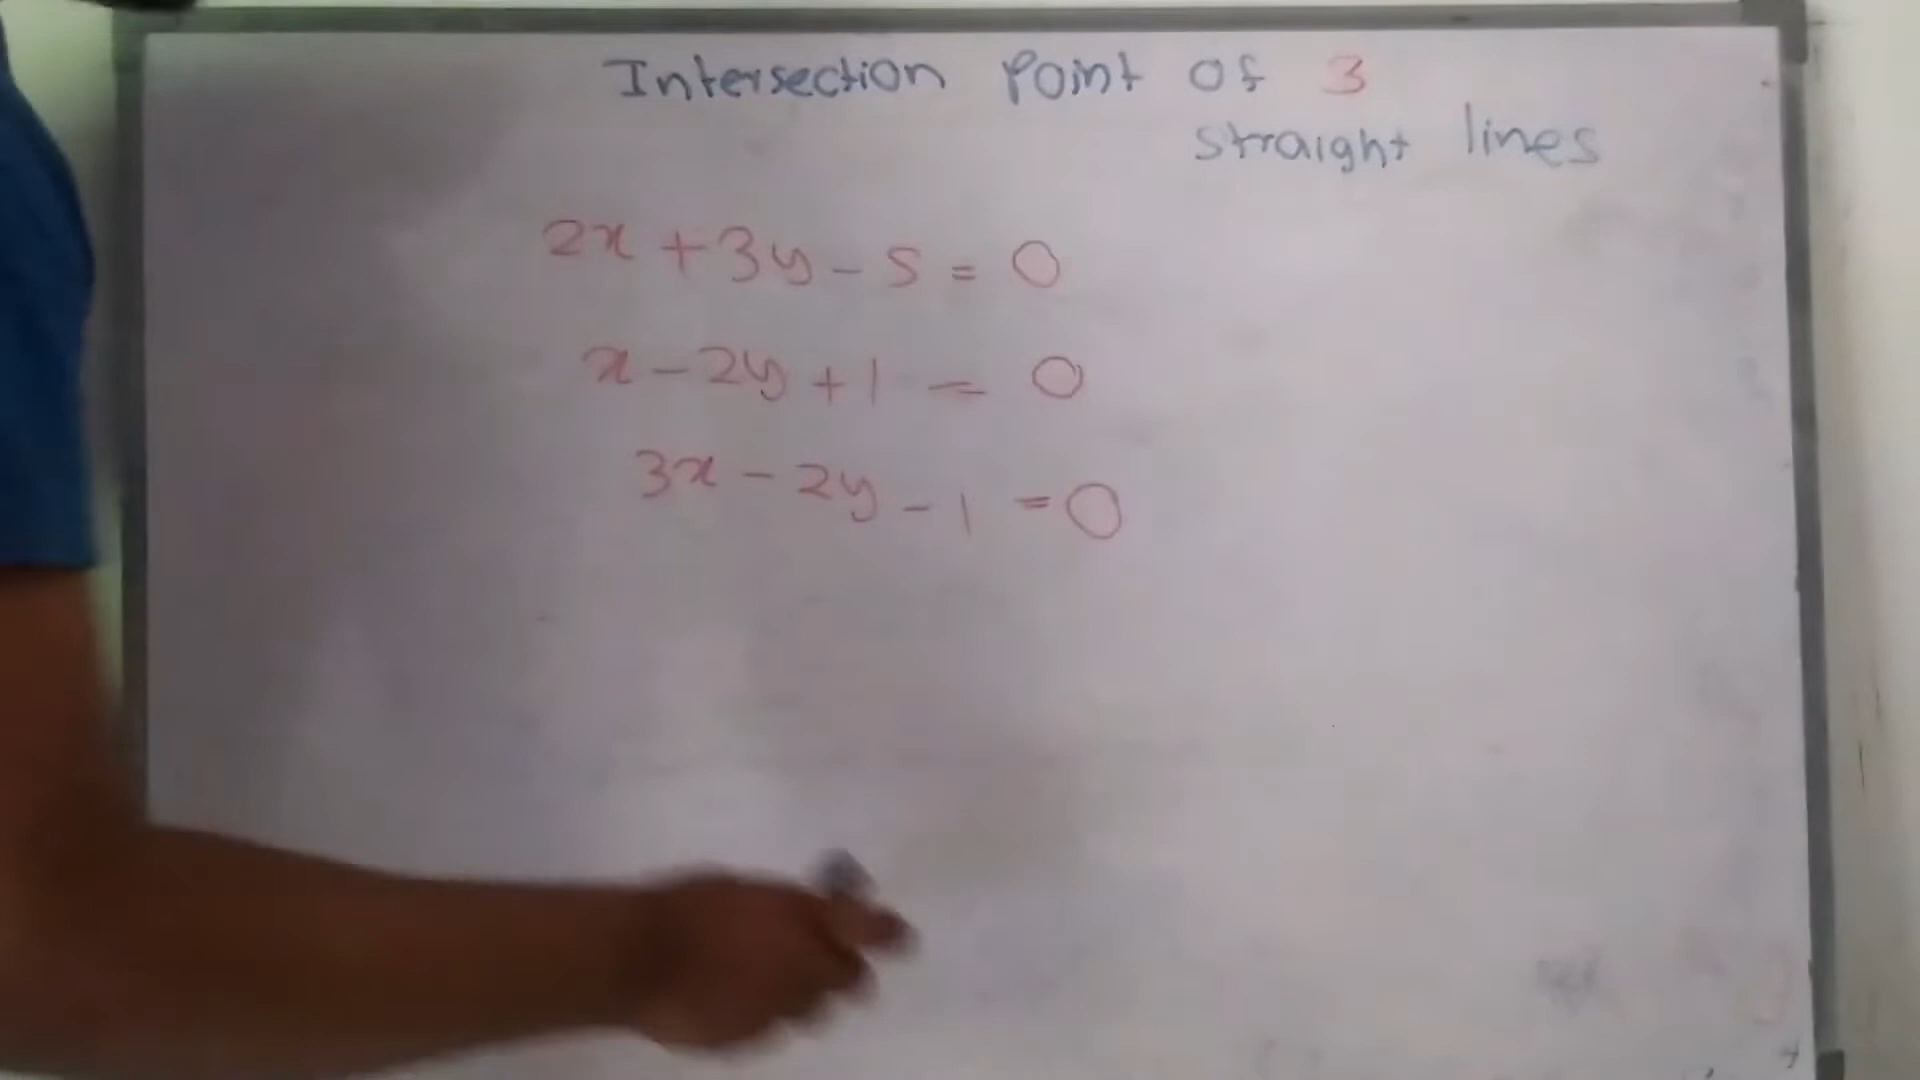 Intersection Point of 3
straight lines
2x + 3y - 5 = 0
x - 2y + 1 = 0
3x - 2y - 1 = 0